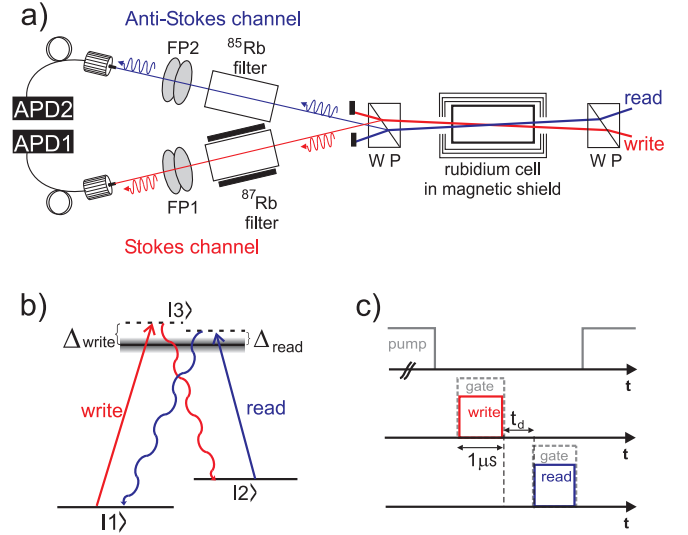 a)
Anti-Stokes channel
FP2
85Rb
filter
APD2
APD1
read
write
W P
W P
rubidium cell
in magnetic shield
FP1
87Rb
filter
Stokes channel
b)
|3⟩
Δwrite
Δread
write
read
|2⟩
|1⟩
c)
pump
t
gate
write
td
t
1µs
gate
read
t